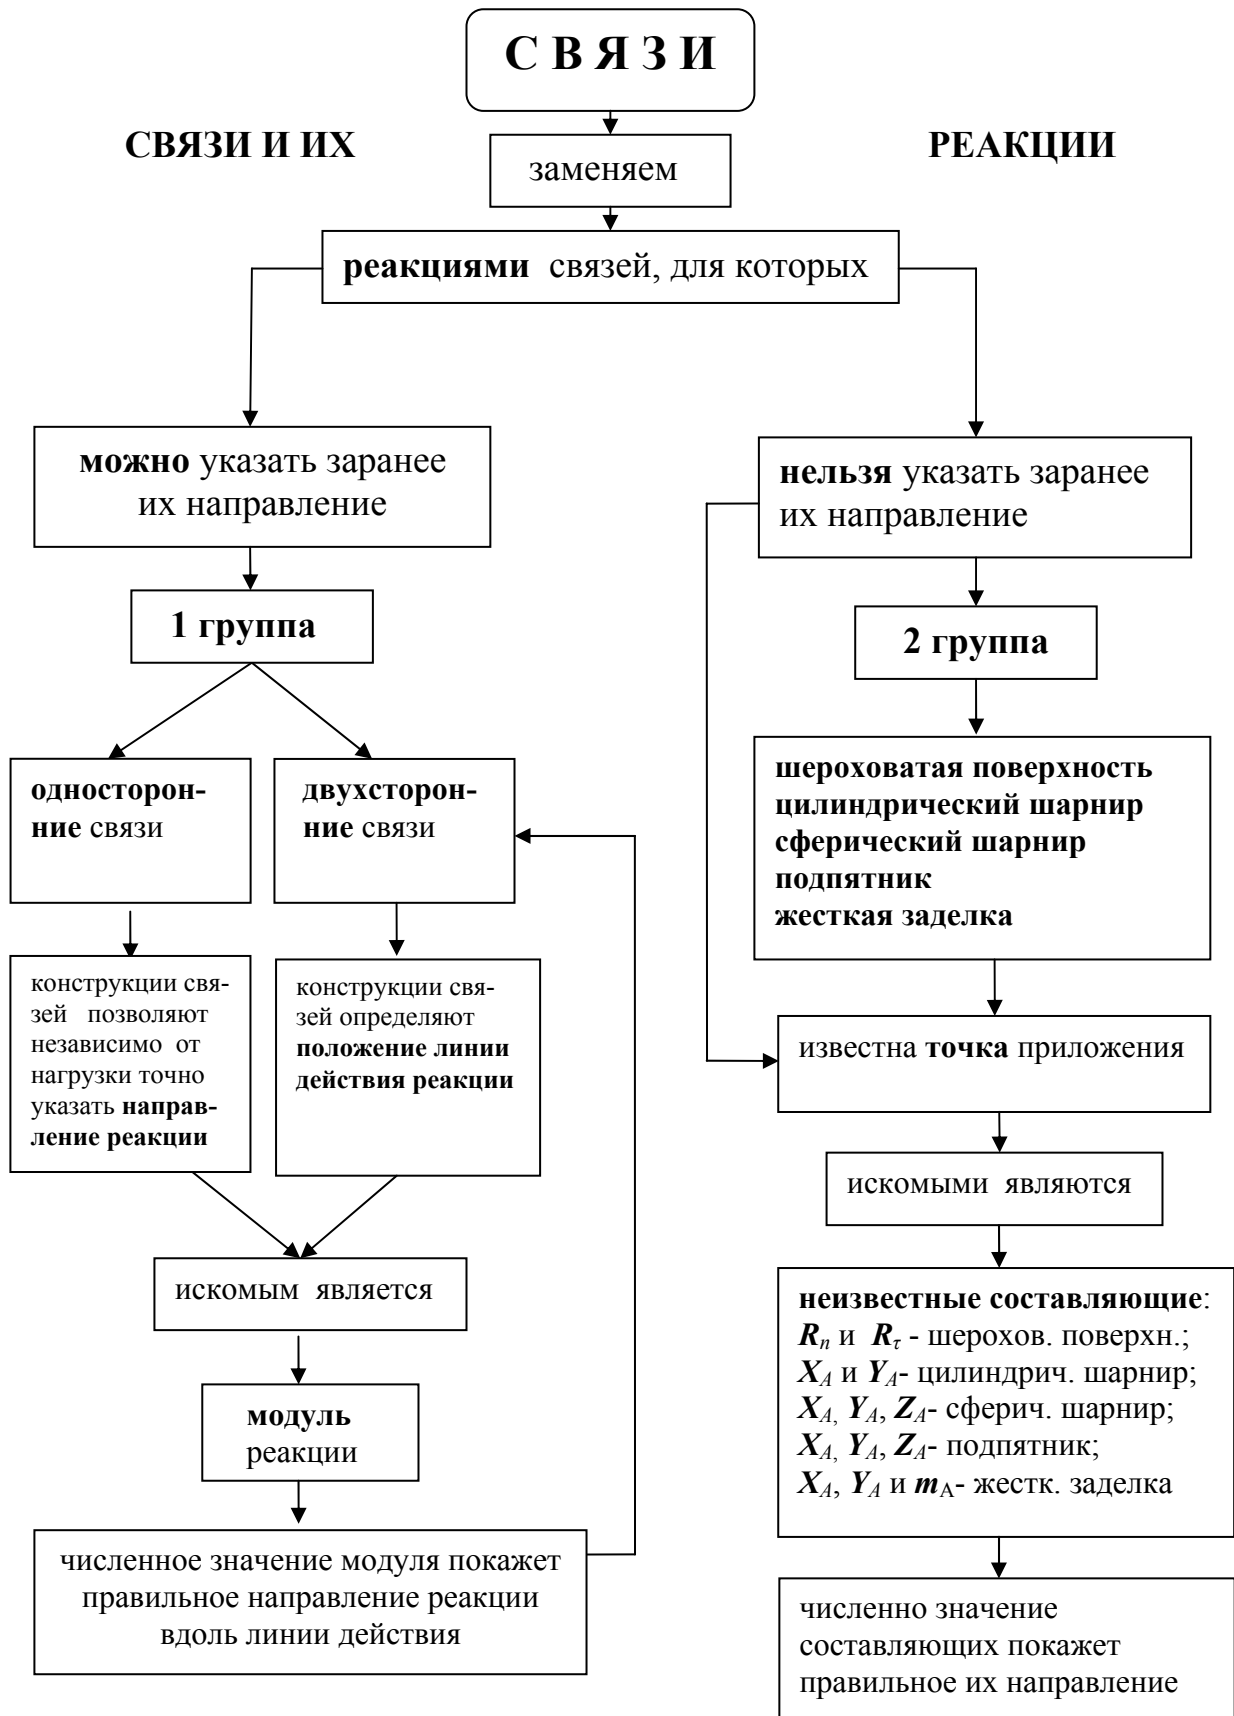 С В Я З И
СВЯЗИ И ИХ
РЕАКЦИИ
заменяем
реакциями связей, для которых
можно указать заранее
их направление
нельзя указать заранее
их направление
1 группа
2 группа
односторон-
ние связи
двухсторон-
ние связи
шероховатая поверхность
цилиндрический шарнир
сферический шарнир
подпятник
жесткая заделка
конструкции свя-
зей позволяют
независимо от
нагрузки точно
указать направ-
ление реакции
конструкции свя-
зей определяют
положение линии
действия реакции
известна точка приложения
искомыми являются
искомым является
неизвестные составляющие:
Rn и Rτ - шерохов. поверхн.;
XA и YA- цилиндрич. шарнир;
XA, YA, ZA- сферич. шарнир;
XA, YA, ZA- подпятник;
XA, YA и mA- жестк. заделка
модуль
реакции
численное значение модуля покажет
правильное направление реакции
вдоль линии действия
численно значение
составляющих покажет
правильное их направление